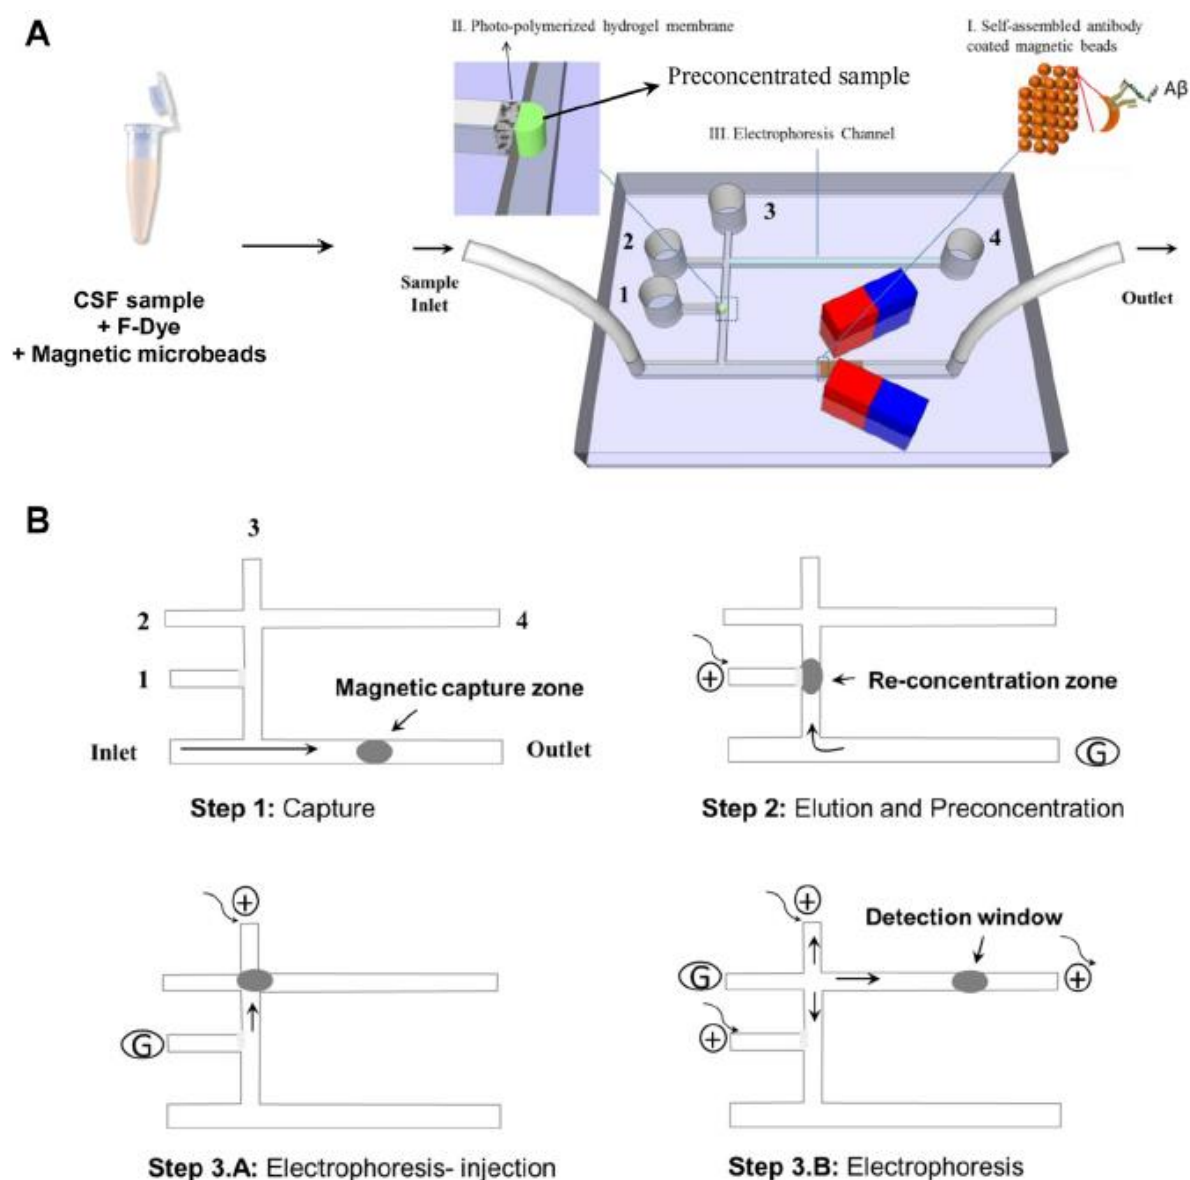 A
II. Photo-polymerized hydrogel membrane
I. Self-assembled antibody
coated magnetic beads
Preconcentrated sample
Aβ
III. Electrophoresis Channel
3
2
4
1
Sample
Inlet
Outlet
CSF sample
+ F-Dye
+ Magnetic microbeads
B
3
2
4
1
Magnetic capture zone
Inlet
Outlet
Step 1: Capture
+
Re-concentration zone
G
Step 2: Elution and Preconcentration
+
G
Step 3.A: Electrophoresis- injection
+
Detection window
G
+
+
Step 3.B: Electrophoresis